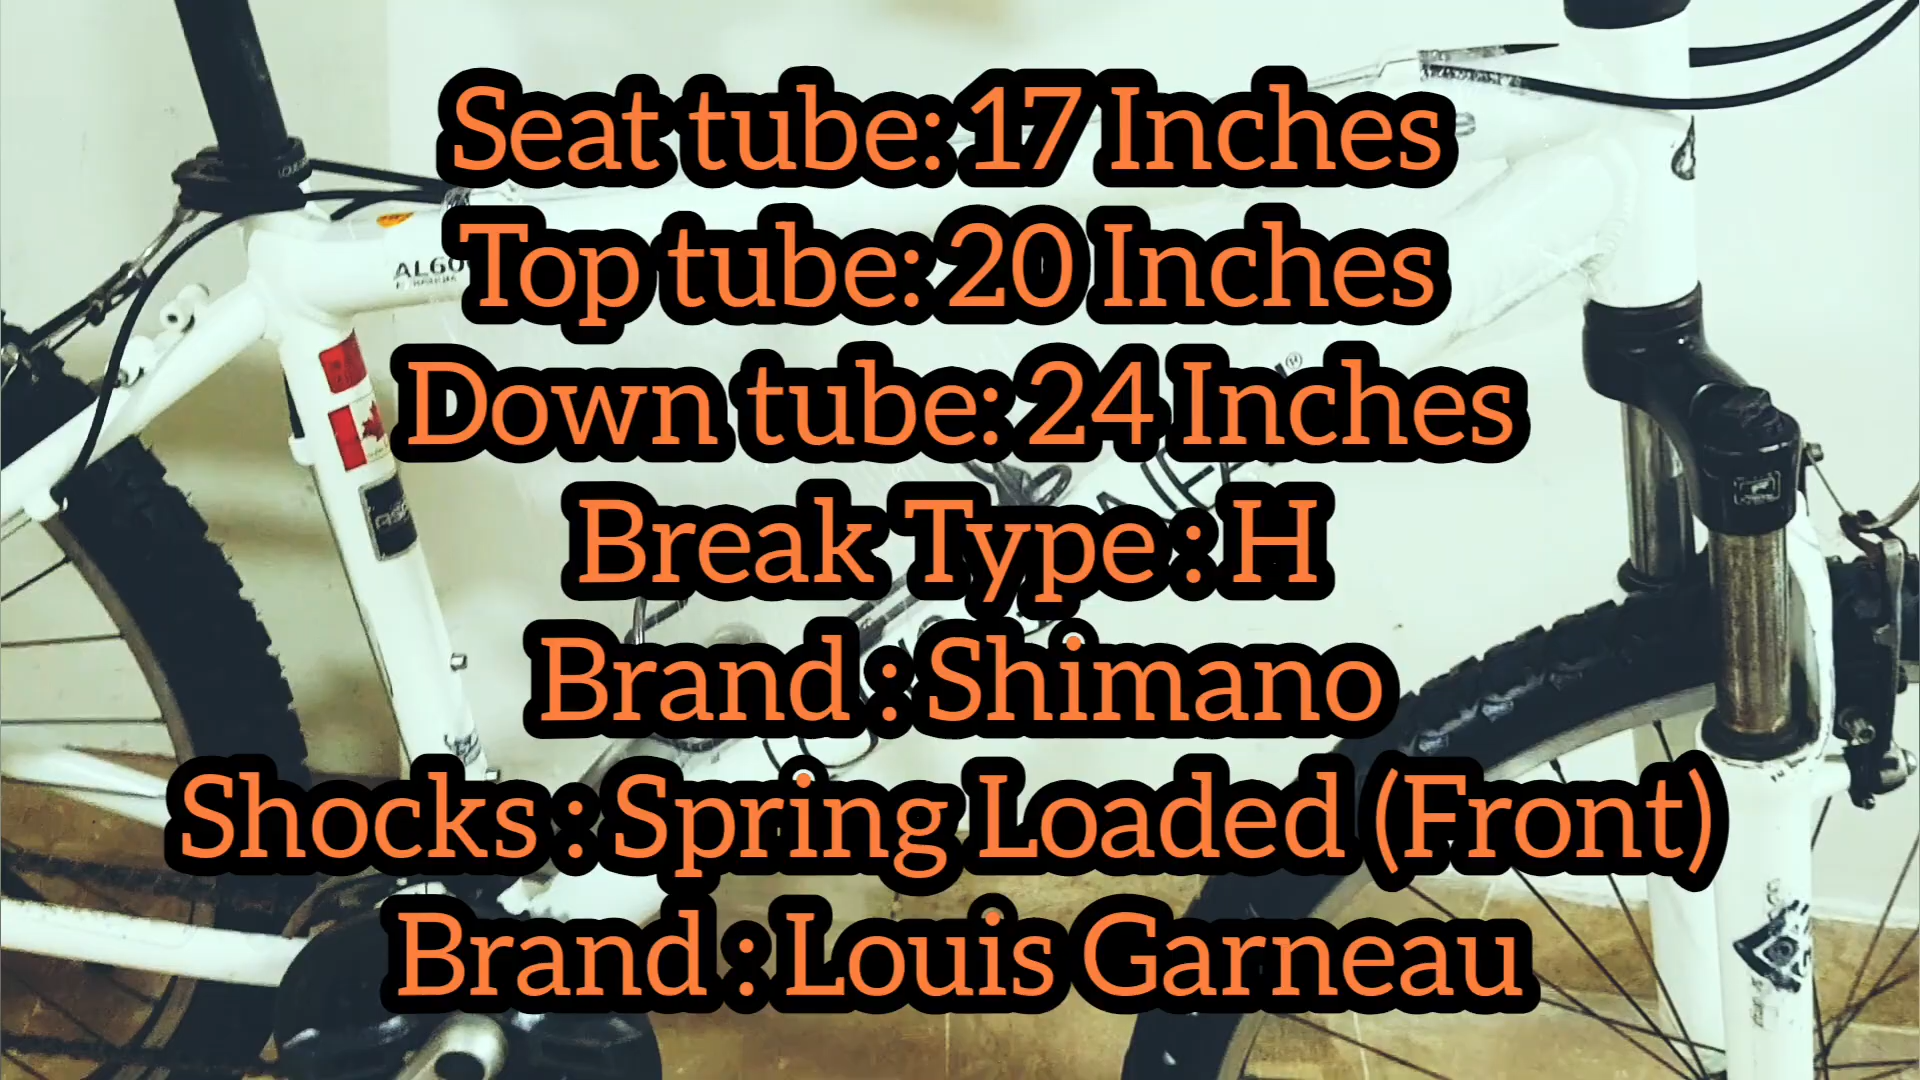 Seat tube: 17 Inches
Top tube: 20 Inches
ALGO
Down tube: 24 Inches
Break Type : H
Brand : Shimano
Shocks : Spring Loaded (Front)
Brand : Louis Garneau